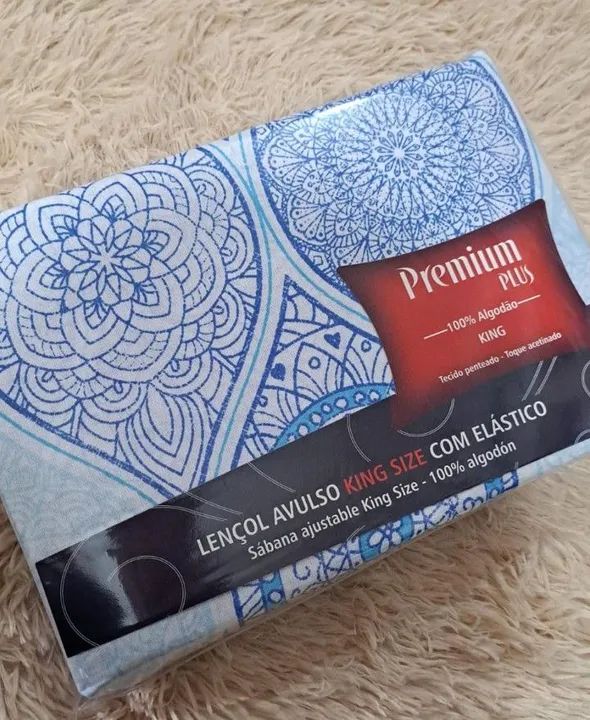 Premium
PLUS
100% Algodão
KING
Tecido penteado - Toque acetinado
LENÇOL AVULSO KING SIZE COM ELÁSTICO
Sábana ajustable King Size - 100% algodón